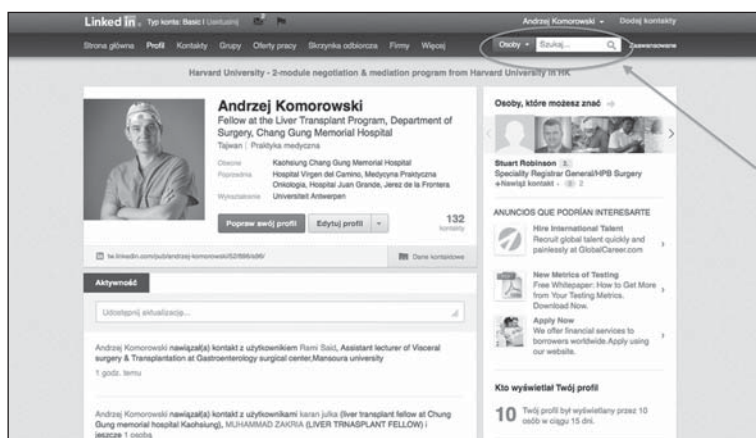 Linked in. Typ konta: Basic | Uaktualnij
Andrzej Komorowski Dodaj kontakty
Strona główna Profil Kontakty Grupy Oferty pracy Skrzynka odbiorcza Firmy Więcej
Osoby Szukaj... Zaawansowane
Harvard University - 2-module negotiation & mediation program from Harvard University in HK
Andrzej Komorowski
Fellow at the Liver Transplant Program, Department of
Surgery, Chang Gung Memorial Hospital
Tajwan | Praktyka medyczna
Obecne Kaohsiung Chang Gung Memorial Hospital
Poprzednia Hospital Virgen del Camino, Medycyna Praktyczna
Onkologia, Hospital Juan Grande, Jerez de la Frontera
Wykształcenie Universiteit Antwerpen
Popraw swój profil Edytuj profil
132
kontakty
Dane kontaktowe
Aktywność
Udostępnij aktualizację...
Andrzej Komorowski nawiązał(a) kontakt z użytkownikiem Rami Said, Assistant lecturer of Visceral
surgery & Transplantation at Gastroenterology surgical center,Mansoura university
1 godz. temu
Andrzej Komorowski nawiązał(a) kontakt z użytkownikami karan julka (liver transplant fellow at Chung
Gung memorial hospital Kaohsiung), MUHAMMAD ZAKRIA (LIVER TRNASPLANT FELLOW) i
jeszcze 1 osobą
Osoby, które możesz znać
Stuart Robinson 2.
Speciality Registrar General/HPB Surgery
Nawiąż kontakt 2
ANUNCIOS QUE PODRÍAN INTERESARTE
Hire International Talent
Recruit global talent quickly and
painlessly at GlobalCareer.com
New Metrics of Testing
Free Whitepaper: How to Get More
from Your Testing Metrics.
Download Now.
Apply Now
We offer financial services to
borrowers worldwide.Apply using
our website.
Kto wyświetlał Twój profil
10 Twój profil był wyświetlany przez 10
osób w ciągu 15 dni.